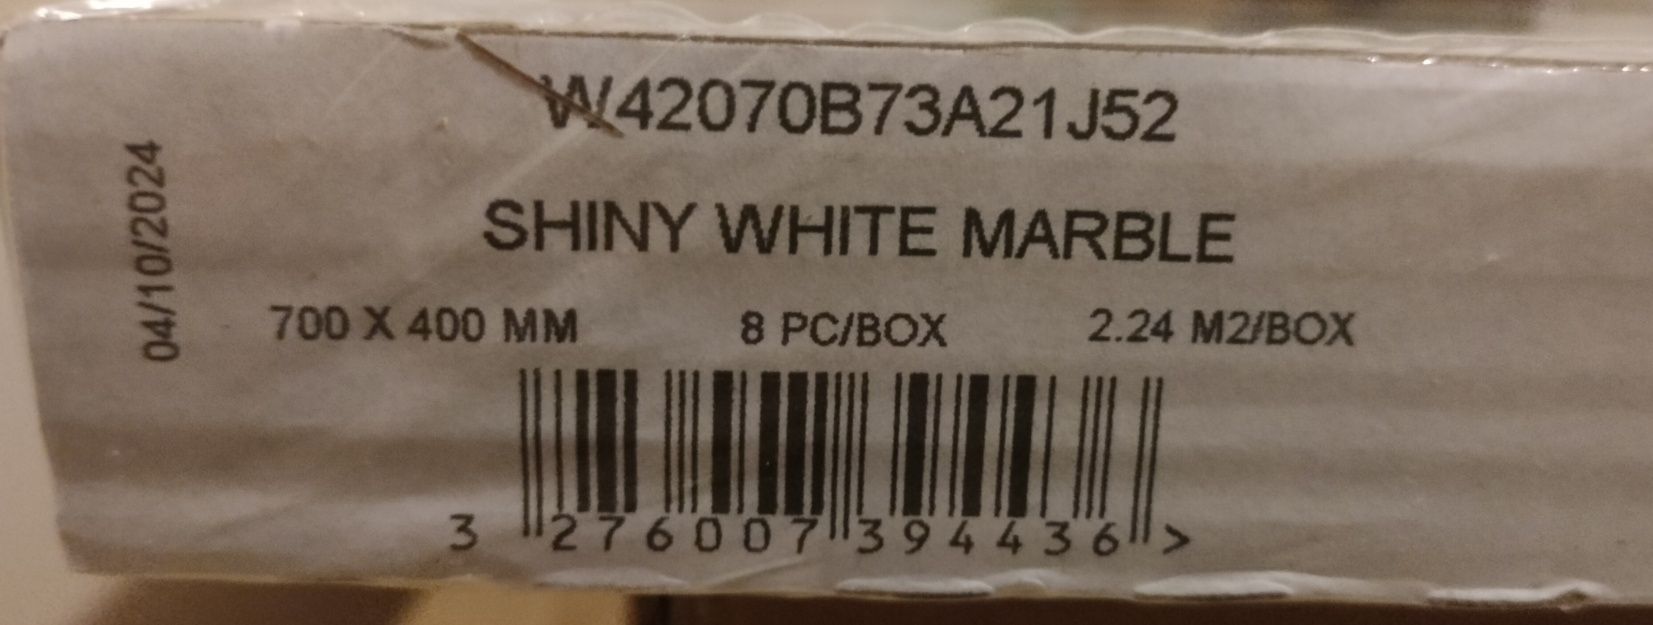 W42070B73A21J52
SHINY WHITE MARBLE
04/10/2024
700 X 400 MM 8 PC/BOX 2.24 M2/BOX
3 276007 394436 >